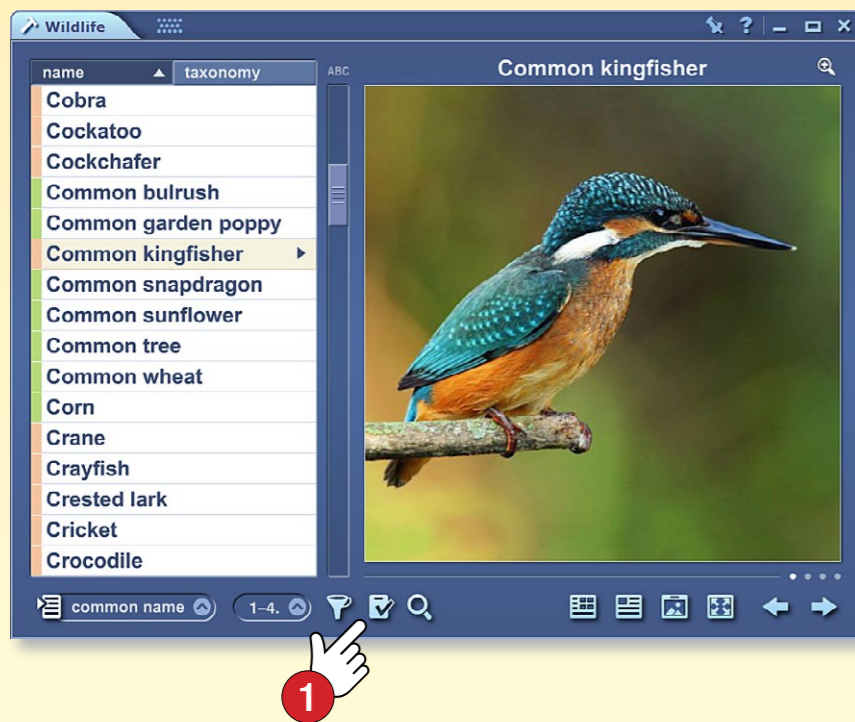 Wildlife
?
name
taxonomy
ABC
Common kingfisher
Cobra
Cockatoo
Cockchafer
Common bulrush
Common garden poppy
Common kingfisher
Common snapdragon
Common sunflower
Common tree
Common wheat
Corn
Crane
Crayfish
Crested lark
Cricket
Crocodile
common name
1–4.
1